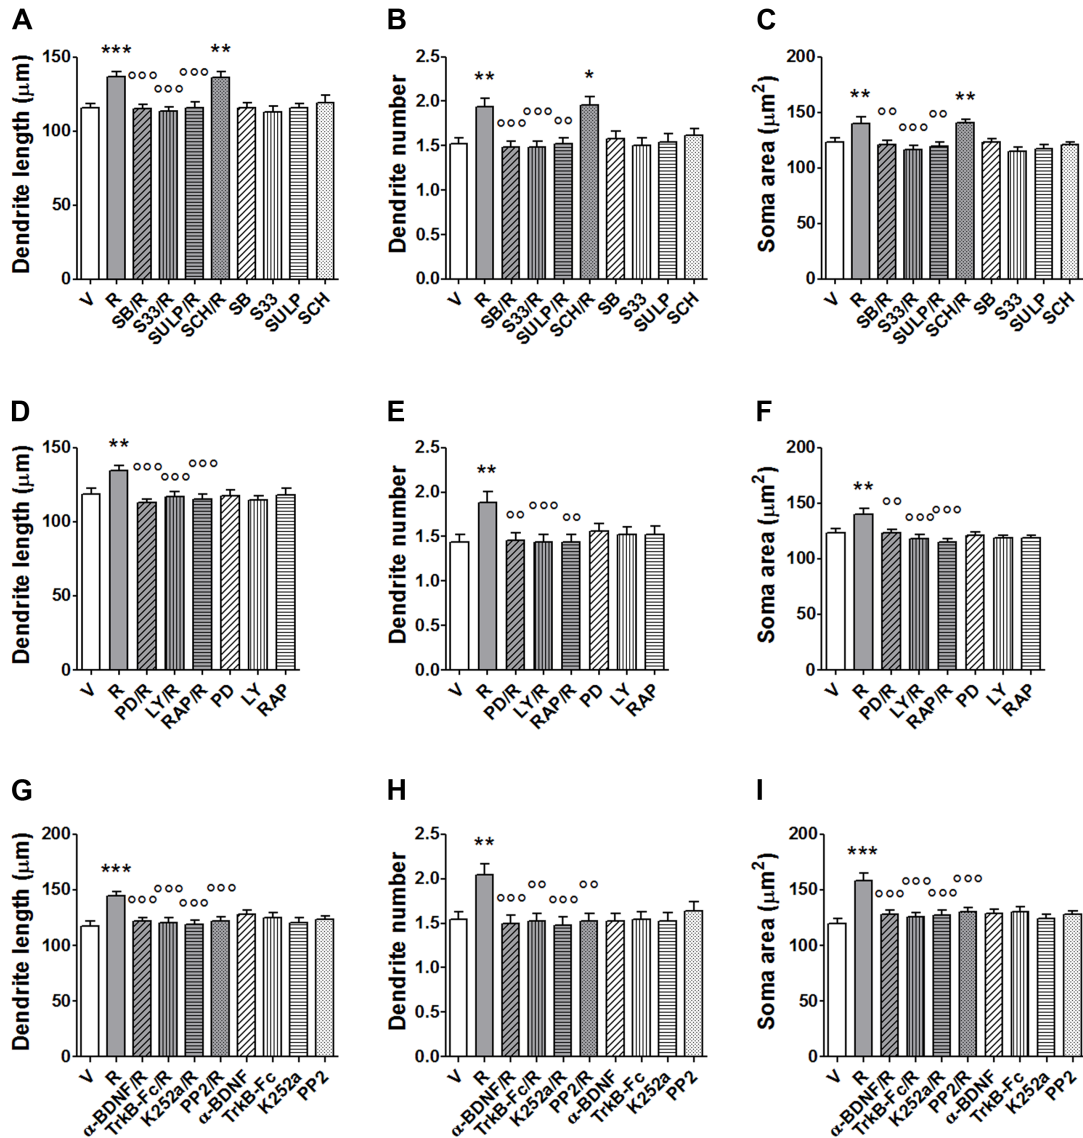 A
Dendrite length (μm)
150
100
50
0
***
°°°
°°°
°°°
**
V
R
SB/R
S33/R
SULP/R
SCH/R
SB
S33
SULP
SCH
B
Dendrite number
2.5
2.0
1.5
1.0
0.5
0.0
**
°°°
°°°
°°
*
V
R
SB/R
S33/R
SULP/R
SCH/R
SB
S33
SULP
SCH
C
Soma area (μm²)
200
150
100
50
0
**
°°
°°°
°°
**
V
R
SB/R
S33/R
SULP/R
SCH/R
SB
S33
SULP
SCH
D
Dendrite length (μm)
150
100
50
0
**
°°°
°°°
°°°
V
R
PD/R
LY/R
RAP/R
PD
LY
RAP
E
Dendrite number
2.5
2.0
1.5
1.0
0.5
0.0
**
°°
°°°
°°
V
R
PD/R
LY/R
RAP/R
PD
LY
RAP
F
Soma area (μm²)
200
150
100
50
0
**
°°
°°°
°°°
V
R
PD/R
LY/R
RAP/R
PD
LY
RAP
G
Dendrite length (μm)
200
150
100
50
0
***
°°°
°°°
°°°
°°°
V
R
α-BDNF/R
TrkB-Fc/R
K252a/R
PP2/R
α-BDNF
TrkB-Fc
K252a
PP2
H
Dendrite number
2.5
2.0
1.5
1.0
0.5
0.0
**
°°°
°°
°°°
°°
V
R
α-BDNF/R
TrkB-Fc/R
K252a/R
PP2/R
α-BDNF
TrkB-Fc
K252a
PP2
I
Soma area (μm²)
200
150
100
50
0
***
°°°
°°°
°°°
°°°
V
R
α-BDNF/R
TrkB-Fc/R
K252a/R
PP2/R
α-BDNF
TrkB-Fc
K252a
PP2